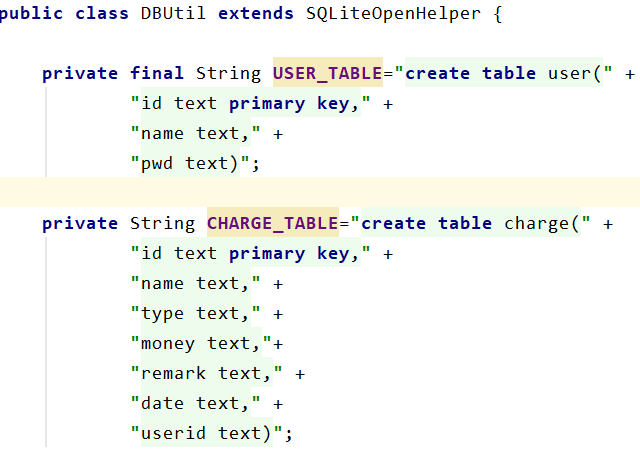 public class DBUtil extends SQLiteOpenHelper {
private final String USER_TABLE="create table user(" +
"id text primary key," +
"name text," +
"pwd text)";
private String CHARGE_TABLE="create table charge(" +
"id text primary key," +
"name text," +
"type text," +
"money text,"+
"remark text," +
"date text," +
"userid text)";